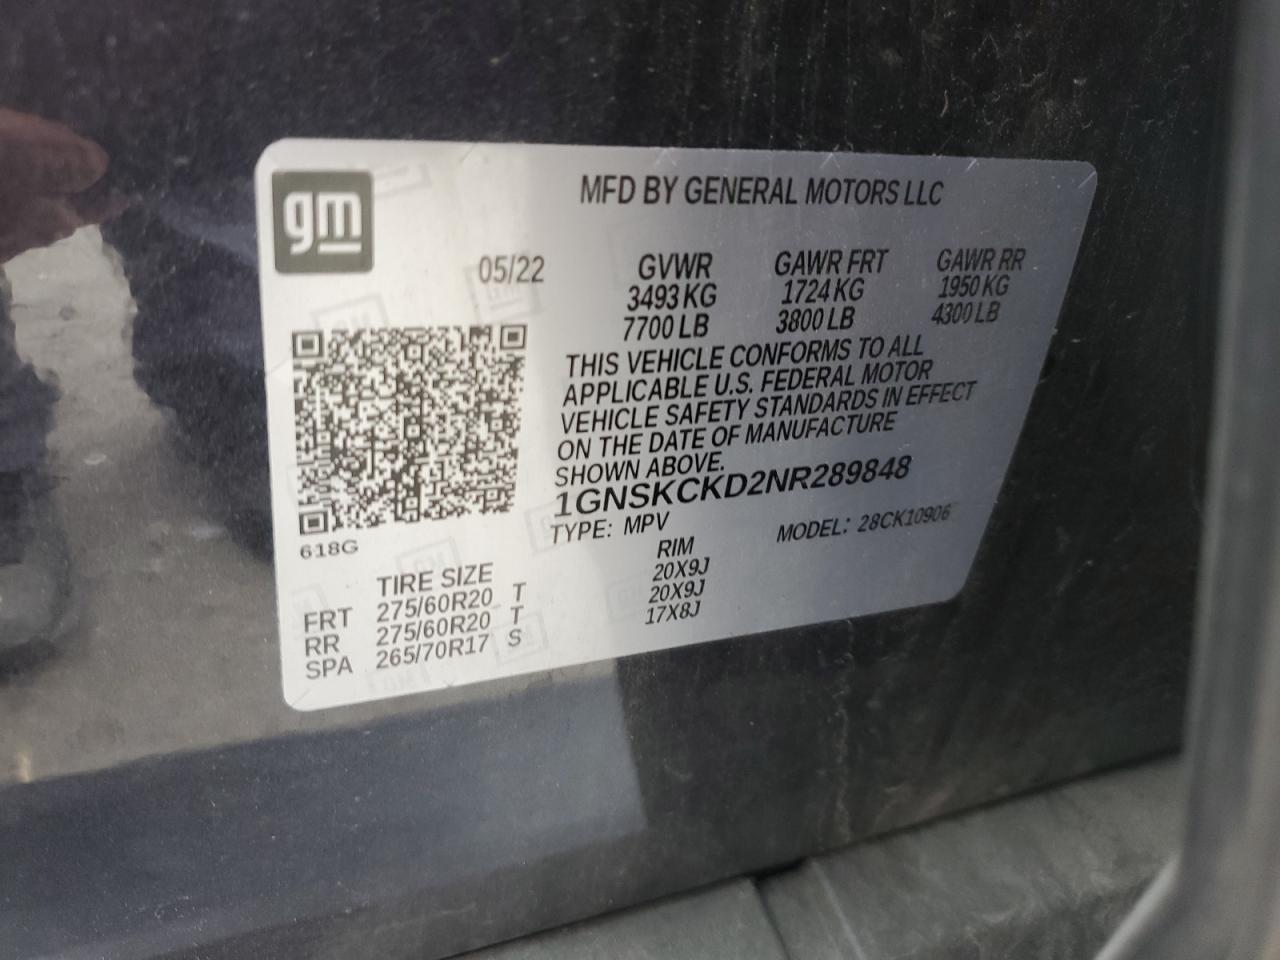 gm
MFD BY GENERAL MOTORS LLC
05/22 GVWR GAWR FRT GAWR RR
3493 KG 1724 KG 1950 KG
7700 LB 3800 LB 4300 LB
THIS VEHICLE CONFORMS TO ALL
APPLICABLE U.S. FEDERAL MOTOR
VEHICLE SAFETY STANDARDS IN EFFECT
ON THE DATE OF MANUFACTURE
SHOWN ABOVE.
1GNSKCKD2NR289848
TYPE: MPV MODEL: 28CK10906
618G
TIRE SIZE RIM
FRT 275/60R20 T 20X9J
RR 275/60R20 T 20X9J
SPA 265/70R17 S 17X8J